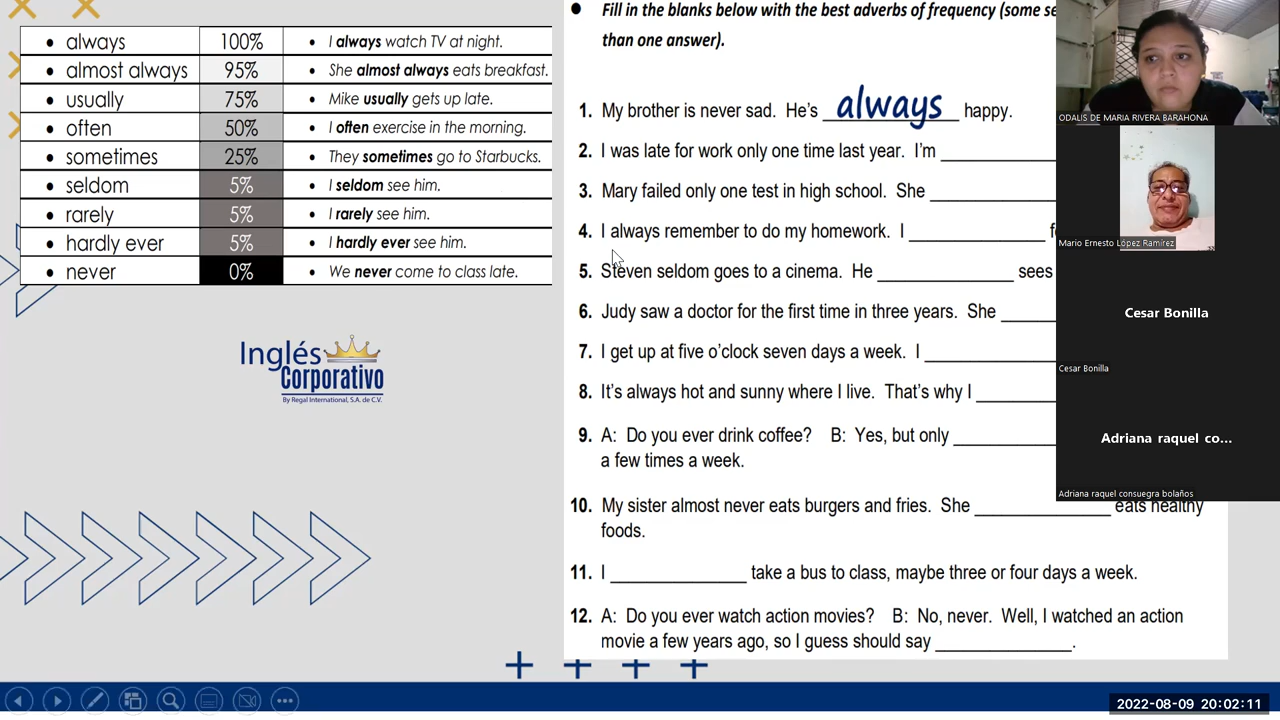 always 100% I always watch TV at night.
almost always 95% She almost always eats breakfast.
usually 75% Mike usually gets up late.
often 50% I often exercise in the morning.
sometimes 25% They sometimes go to Starbucks.
seldom 5% I seldom see him.
rarely 5% I rarely see him.
hardly ever 5% I hardly ever see him.
never 0% We never come to class late.
Inglés
Corporativo
By Regal International, S.A. de C.V.
Fill in the blanks below with the best adverbs of frequency (some se
than one answer).
1. My brother is never sad. He's always happy.
2. I was late for work only one time last year. I'm ____________
3. Mary failed only one test in high school. She ____________
4. I always remember to do my homework. I ____________ f
5. Steven seldom goes to a cinema. He ____________ sees
6. Judy saw a doctor for the first time in three years. She ______
7. I get up at five o'clock seven days a week. I ____________
8. It's always hot and sunny where I live. That's why I ________
9. A: Do you ever drink coffee? B: Yes, but only __________
a few times a week.
10. My sister almost never eats burgers and fries. She ____________ eats healthy
foods.
11. I ____________ take a bus to class, maybe three or four days a week.
12. A: Do you ever watch action movies? B: No, never. Well, I watched an action
movie a few years ago, so I guess should say ____________.
ODALIS DE MARIA RIVERA BARAHONA
Mario Ernesto López Ramírez
Cesar Bonilla
Cesar Bonilla
Adriana raquel co...
Adriana raquel consuegra bolaños
2022-08-09 20:02:11